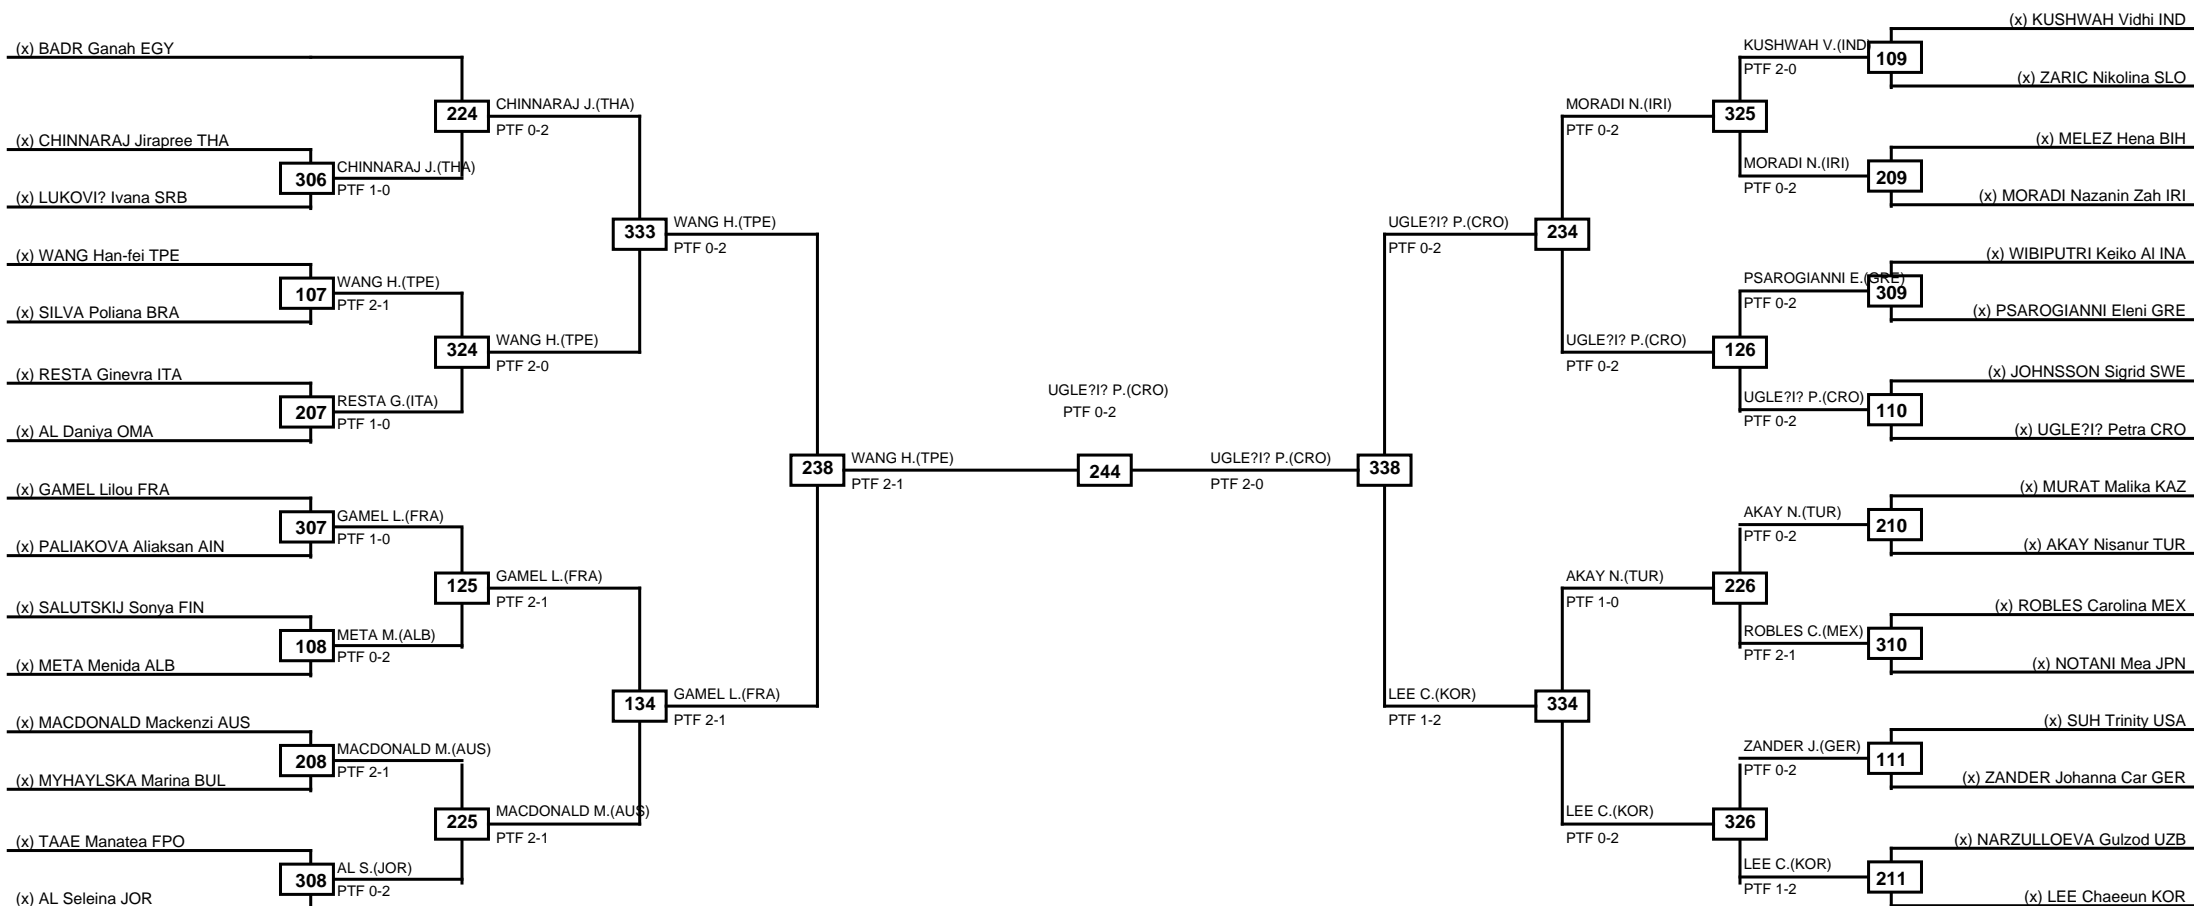 (x) BADR Ganah EGY
(x) CHINNARAJ Jirapree THA
(x) LUKOVI? Ivana SRB
(x) WANG Han-fei TPE
(x) SILVA Poliana BRA
(x) RESTA Ginevra ITA
(x) AL Daniya OMA
(x) GAMEL Lilou FRA
(x) PALIAKOVA Aliaksan AIN
(x) SALUTSKIJ Sonya FIN
(x) META Menida ALB
(x) MACDONALD Mackenzi AUS
(x) MYHAYLSKA Marina BUL
(x) TAAE Manatea FPO
(x) AL Seleina JOR
306
CHINNARAJ J.(THA)
PTF 1-0
107
WANG H.(TPE)
PTF 2-1
207
RESTA G.(ITA)
PTF 1-0
307
GAMEL L.(FRA)
PTF 1-0
108
META M.(ALB)
PTF 0-2
208
MACDONALD M.(AUS)
PTF 2-1
308
AL S.(JOR)
PTF 0-2
224
CHINNARAJ J.(THA)
PTF 0-2
324
WANG H.(TPE)
PTF 2-0
125
GAMEL L.(FRA)
PTF 2-1
225
MACDONALD M.(AUS)
PTF 2-1
333
WANG H.(TPE)
PTF 0-2
134
GAMEL L.(FRA)
PTF 2-1
238
WANG H.(TPE)
PTF 2-1
UGLE?I? P.(CRO)
PTF 0-2
244
UGLE?I? P.(CRO)
PTF 2-0
338
UGLE?I? P.(CRO)
PTF 0-2
234
LEE C.(KOR)
PTF 1-2
334
MORADI N.(IRI)
PTF 0-2
325
UGLE?I? P.(CRO)
PTF 0-2
126
AKAY N.(TUR)
PTF 1-0
226
LEE C.(KOR)
PTF 0-2
326
KUSHWAH V.(IND)
PTF 2-0
109
MORADI N.(IRI)
PTF 0-2
209
PSAROGIANNI E.(GRE)
PTF 0-2
309
UGLE?I? P.(CRO)
PTF 0-2
110
AKAY N.(TUR)
PTF 0-2
210
ROBLES C.(MEX)
PTF 2-1
310
ZANDER J.(GER)
PTF 0-2
111
LEE C.(KOR)
PTF 1-2
211
(x) KUSHWAH Vidhi IND
(x) ZARIC Nikolina SLO
(x) MELEZ Hena BIH
(x) MORADI Nazanin Zah IRI
(x) WIBIPUTRI Keiko Al INA
(x) PSAROGIANNI Eleni GRE
(x) JOHNSSON Sigrid SWE
(x) UGLE?I? Petra CRO
(x) MURAT Malika KAZ
(x) AKAY Nisanur TUR
(x) ROBLES Carolina MEX
(x) NOTANI Mea JPN
(x) SUH Trinity USA
(x) ZANDER Johanna Car GER
(x) NARZULLOEVA Gulzod UZB
(x) LEE Chaeeun KOR